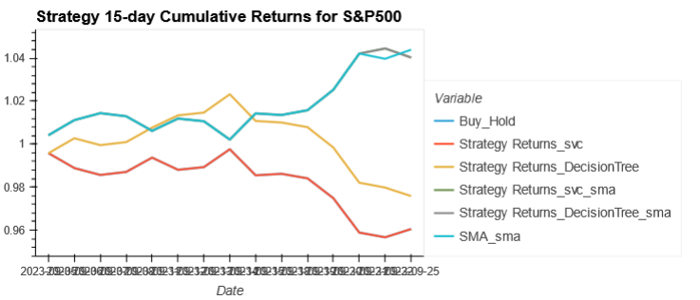 Strategy 15-day Cumulative Returns for S&P500
1.04
1.02
1
0.98
0.96
Variable
Buy_Hold
Strategy Returns_svc
Strategy Returns_DecisionTree
Strategy Returns_svc_sma
Strategy Returns_DecisionTree_sma
SMA_sma
Date